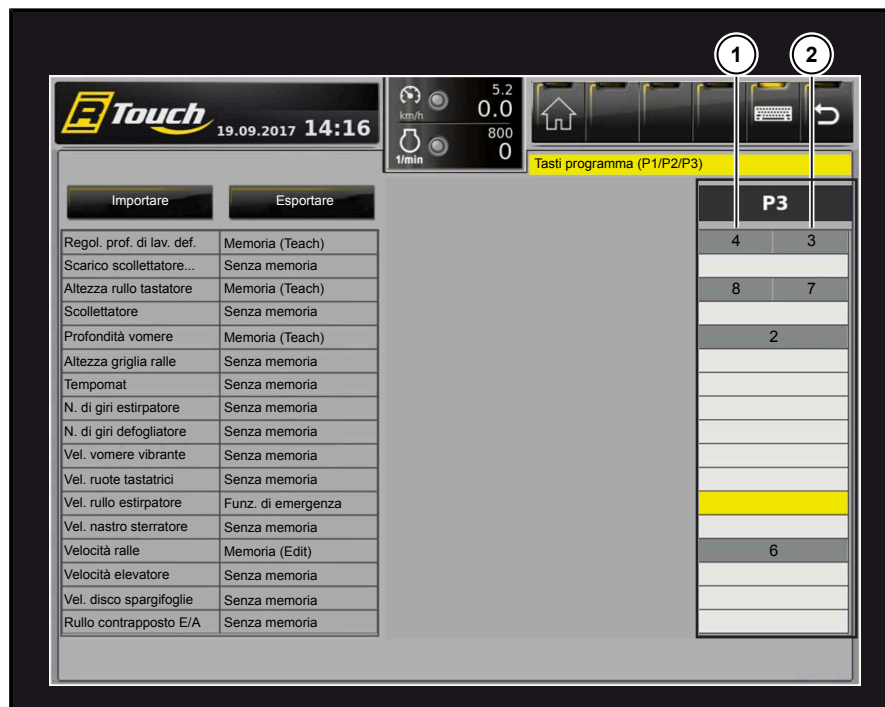 1 2
R Touch 19.09.2017 14:16
km/h 5.2 0.0
1/min 800 0
Tasti programma (P1/P2/P3)
Importare Esportare
P3
Regol. prof. di lav. def. Memoria (Teach) 4 3
Scarico scollettatore... Senza memoria
Altezza rullo tastatore Memoria (Teach) 8 7
Scollettatore Senza memoria
Profondità vomere Memoria (Teach) 2
Altezza griglia ralle Senza memoria
Tempomat Senza memoria
N. di giri estirpatore Senza memoria
N. di giri defogliatore Senza memoria
Vel. vomere vibrante Senza memoria
Vel. ruote tastatrici Senza memoria
Vel. rullo estirpatore Funz. di emergenza
Vel. nastro sterratore Senza memoria
Velocità ralle Memoria (Edit) 6
Velocità elevatore Senza memoria
Vel. disco spargifoglie Senza memoria
Rullo contrapposto E/A Senza memoria